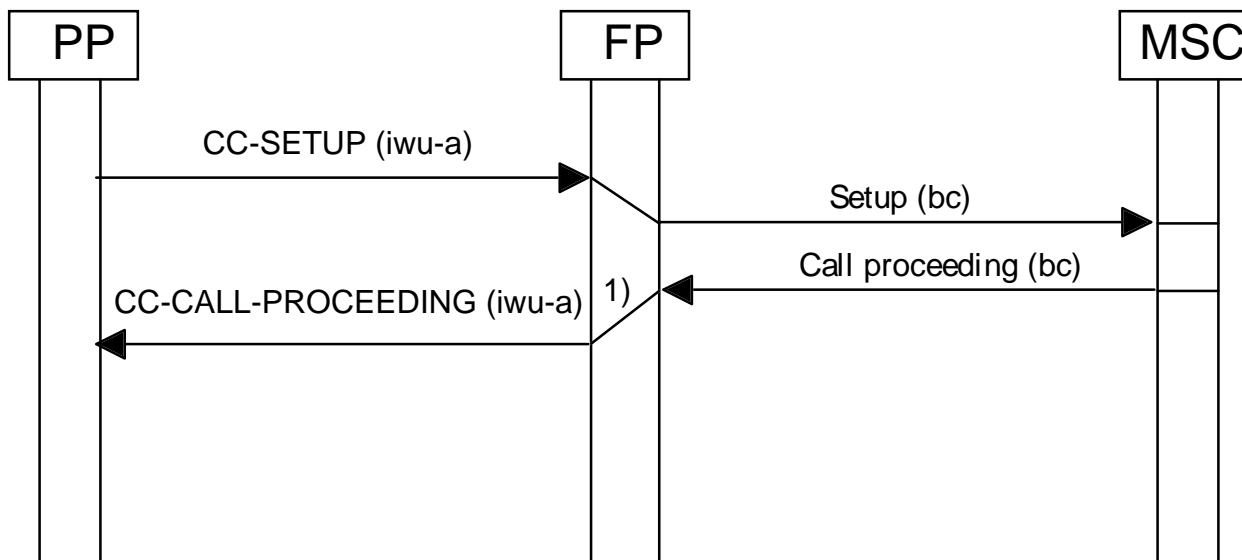 PP
FP
MSC
CC-SETUP (iwu-a)
Setup (bc)
Call proceeding (bc)
CC-CALL-PROCEEDING (iwu-a)
1)